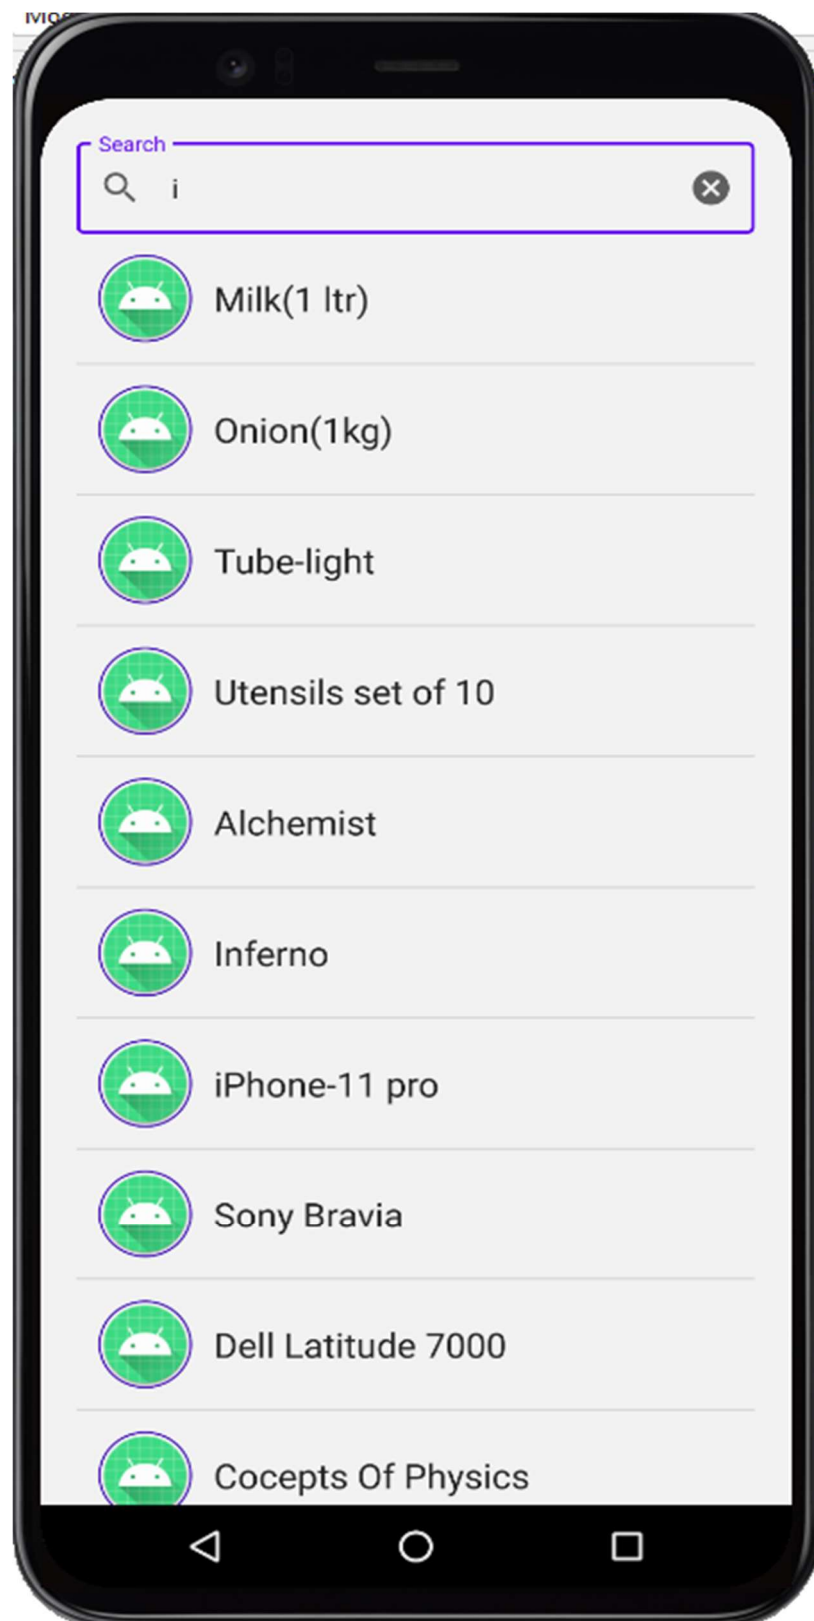 Search
i
Milk(1 ltr)
Onion(1kg)
Tube-light
Utensils set of 10
Alchemist
Inferno
iPhone-11 pro
Sony Bravia
Dell Latitude 7000
Cocepts Of Physics